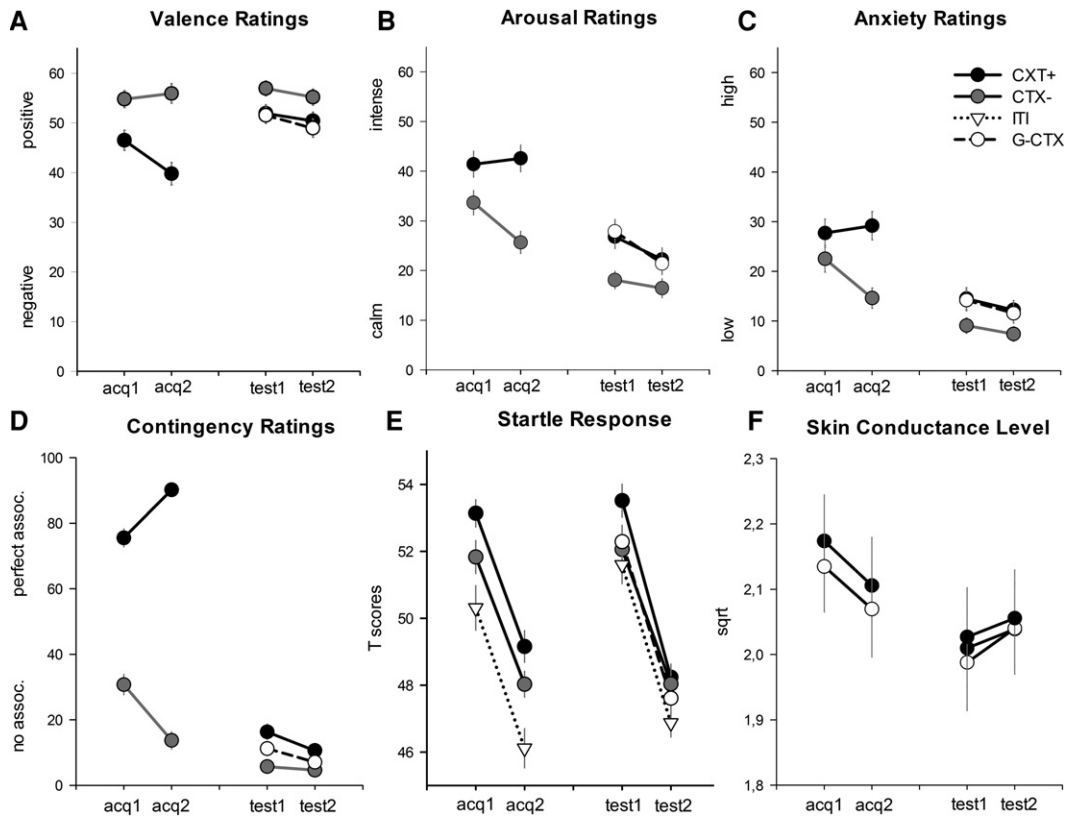 A
Valence Ratings
positive
negative
60
50
40
30
20
10
0
acq1 acq2 test1 test2
B
Arousal Ratings
intense
calm
60
50
40
30
20
10
0
acq1 acq2 test1 test2
C
Anxiety Ratings
high
low
60
50
40
30
20
10
0
CXT+
CTX-
ITI
G-CTX
acq1 acq2 test1 test2
D
Contingency Ratings
perfect assoc.
no assoc.
100
80
60
40
20
0
acq1 acq2 test1 test2
E
Startle Response
T scores
54
52
50
48
46
acq1 acq2 test1 test2
F
Skin Conductance Level
sqrt
2,3
2,2
2,1
2,0
1,9
1,8
acq1 acq2 test1 test2